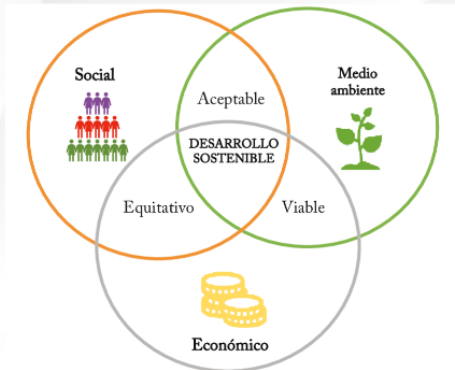 Social
Medio
ambiente
Aceptable
DESARROLLO
SOSTENIBLE
Equitativo
Viable
Económico